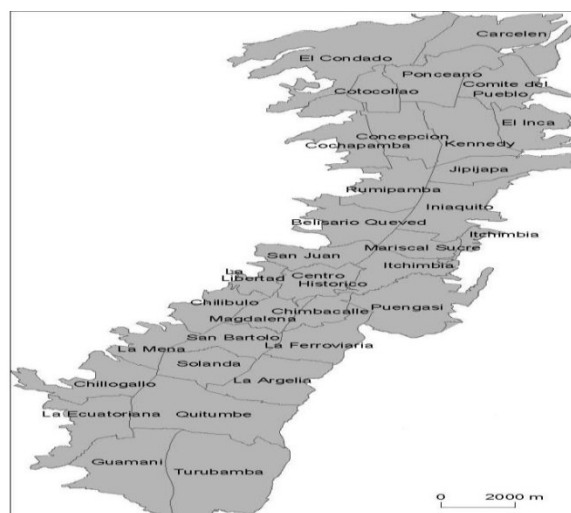 Carcelen
El Condado
Ponceano
Cotocollao
Comite del
Pueblo
El Inca
Concepción
Cochapamba
Kennedy
Jipijapa
Rumipamba
Iniaquito
Belisario Queved
Itchimbia
Mariscal Sucre
San Juan
Itchimbia
La
Libertad
Centro
Historico
Chilibulo
Puengasi
Chimbacalle
Magdalena
San Bartolo
La Ferroviaria
La Mena
Solanda
La Argelia
Chillogallo
La Ecuatoriana
Quitumbe
Guamani
Turubamba
0 2000 m